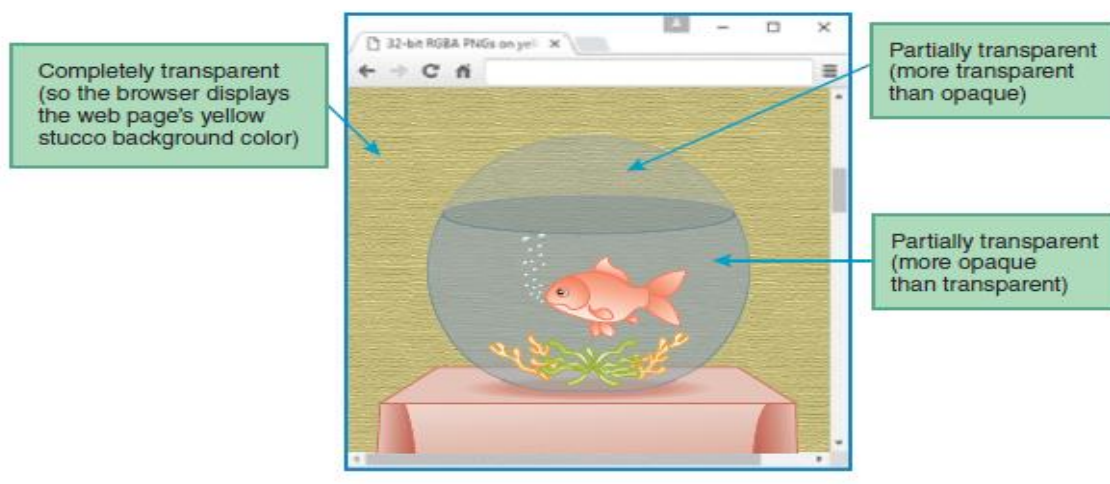 Completely transparent
(so the browser displays
the web page's yellow
stucco background color)
32-bit RGBA PNGs on yel
Partially transparent
(more transparent
than opaque)
Partially transparent
(more opaque
than transparent)